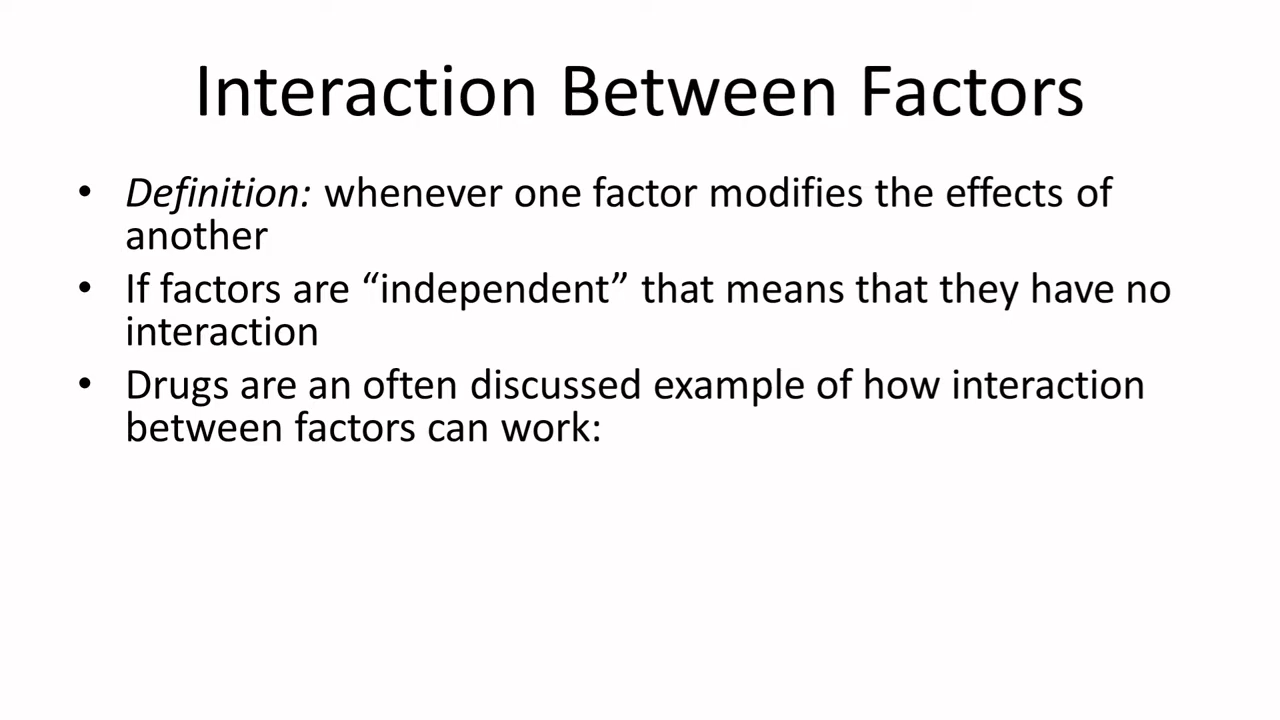 Interaction Between Factors
• Definition: whenever one factor modifies the effects of
another
• If factors are “independent” that means that they have no
interaction
• Drugs are an often discussed example of how interaction
between factors can work: